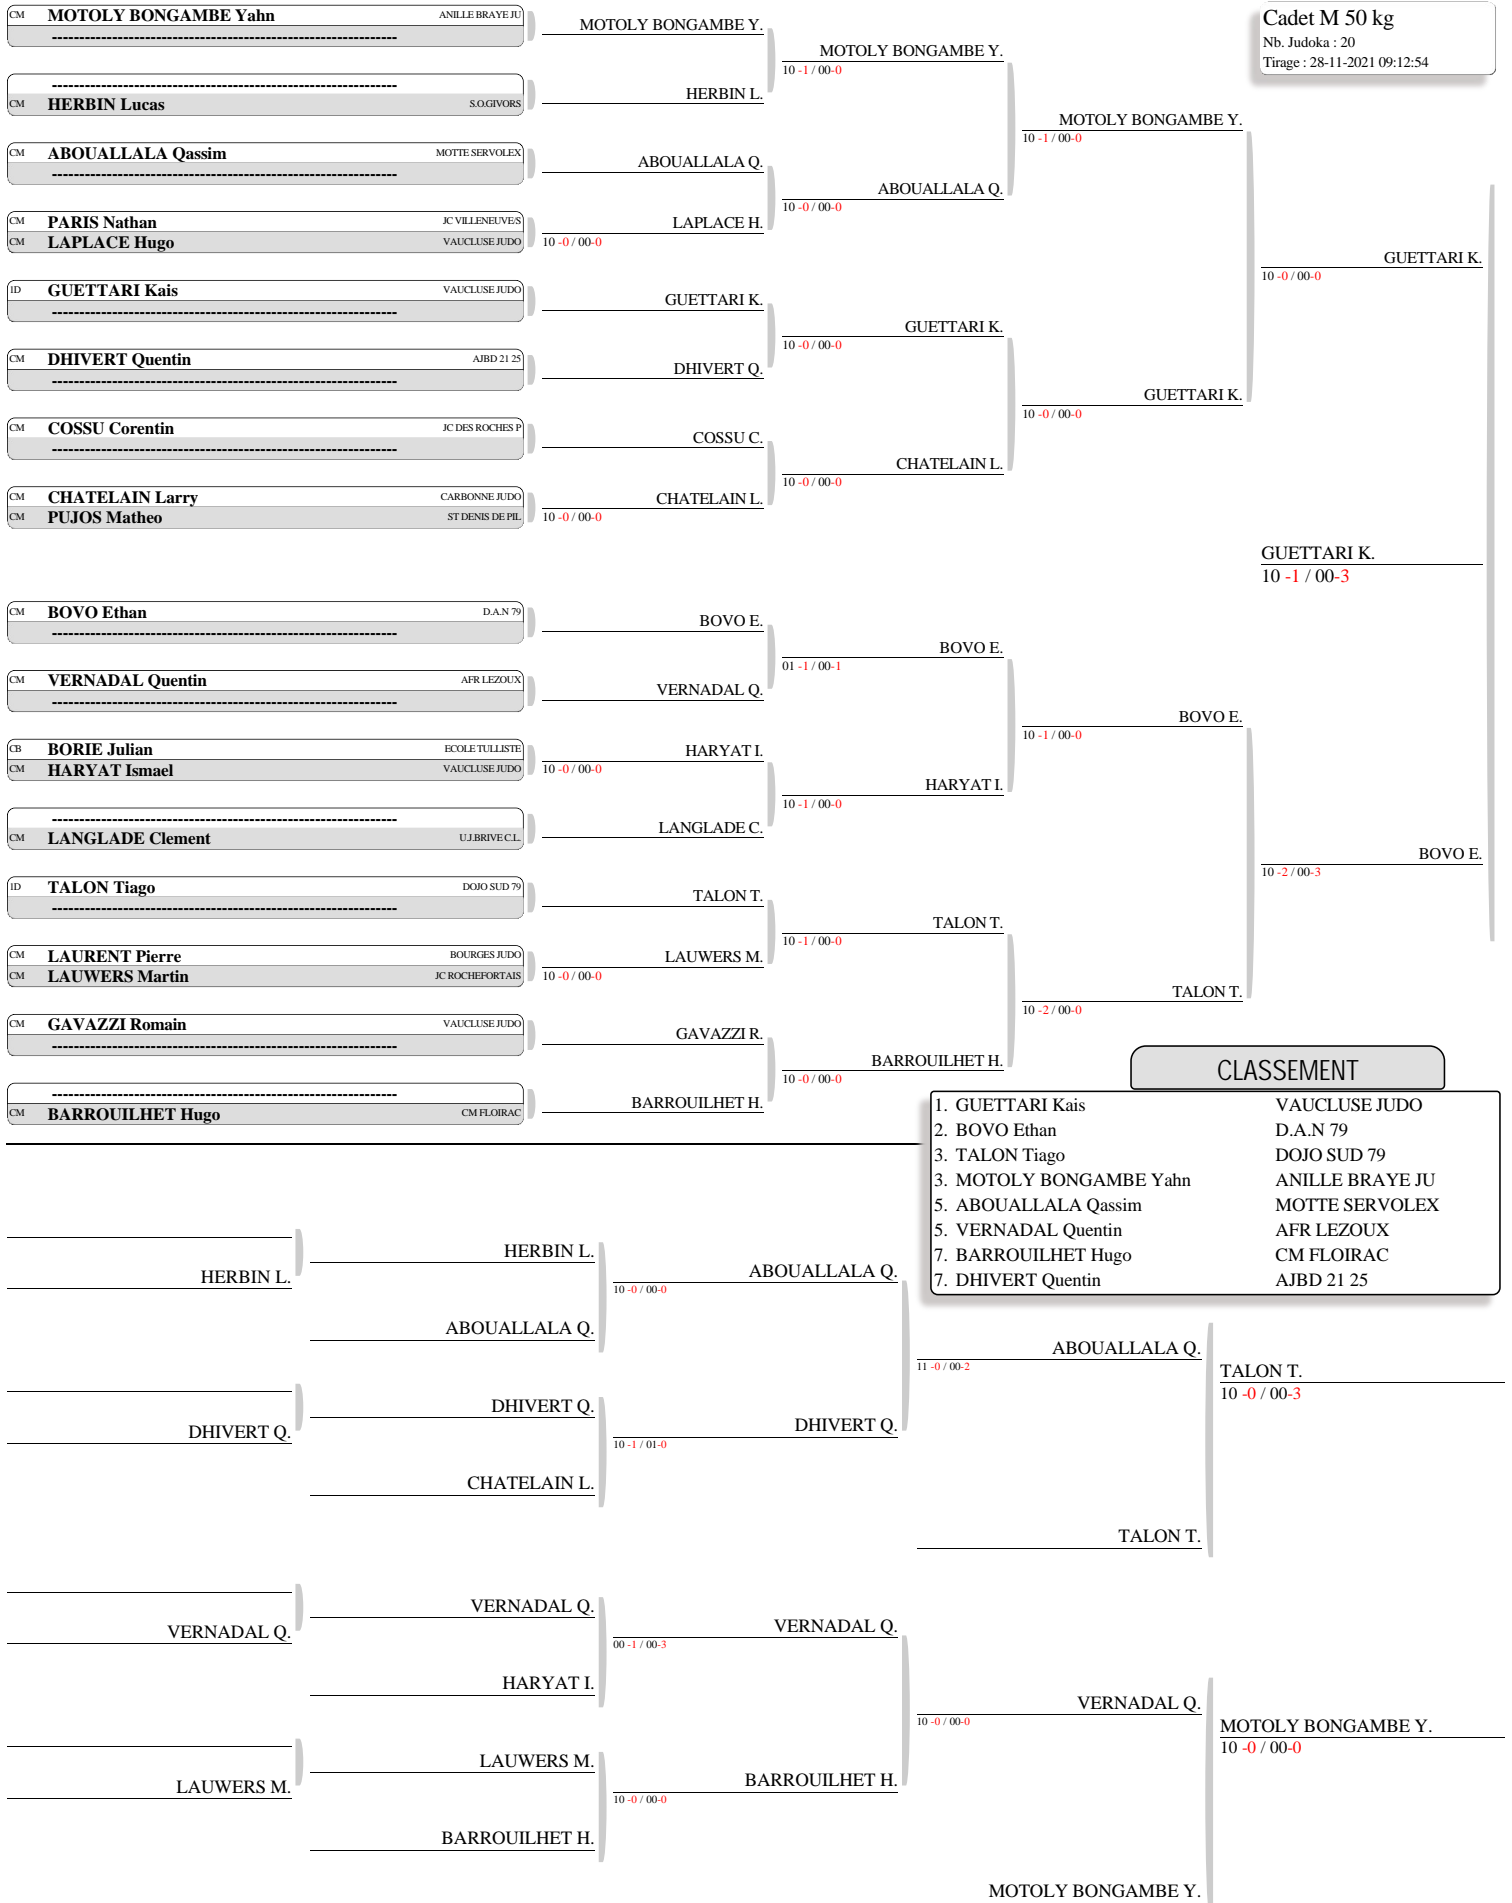 Cadet M 50 kg
Nb. Judoka : 20
Tirage : 28-11-2021 09:12:54
CM MOTOLY BONGAMBE Yahn ANILLE BRAYE JU
----------------------------------------------------------------
----------------------------------------------------------------
CM HERBIN Lucas S.O.GIVORS
CM ABOUALLALA Qassim MOTTE SERVOLEX
----------------------------------------------------------------
CM PARIS Nathan JC VILLENEUVE/S
CM LAPLACE Hugo VAUCLUSE JUDO
1D GUETTARI Kais VAUCLUSE JUDO
----------------------------------------------------------------
CM DHIVERT Quentin AJBD 21 25
----------------------------------------------------------------
CM COSSU Corentin JC DES ROCHES P
----------------------------------------------------------------
CM CHATELAIN Larry CARBONNE JUDO
CM PUJOS Matheo ST DENIS DE PIL
CM BOVO Ethan D.A.N 79
----------------------------------------------------------------
CM VERNADAL Quentin AFR LEZOUX
----------------------------------------------------------------
CB BORIE Julian ECOLE TULLISTE
CM HARYAT Ismael VAUCLUSE JUDO
----------------------------------------------------------------
CM LANGLADE Clement U.J.BRIVE C.L.
1D TALON Tiago DOJO SUD 79
----------------------------------------------------------------
CM LAURENT Pierre BOURGES JUDO
CM LAUWERS Martin JC ROCHEFORTAIS
CM GAVAZZI Romain VAUCLUSE JUDO
----------------------------------------------------------------
----------------------------------------------------------------
CM BARROUILHET Hugo CM FLOIRAC
MOTOLY BONGAMBE Y.
HERBIN L.
ABOUALLALA Q.
LAPLACE H.
10 -0 / 00-0
GUETTARI K.
DHIVERT Q.
COSSU C.
CHATELAIN L.
10 -0 / 00-0
BOVO E.
VERNADAL Q.
HARYAT I.
10 -0 / 00-0
LANGLADE C.
TALON T.
LAUWERS M.
10 -0 / 00-0
GAVAZZI R.
BARROUILHET H.
MOTOLY BONGAMBE Y.
10 -1 / 00-0
ABOUALLALA Q.
10 -0 / 00-0
GUETTARI K.
10 -0 / 00-0
CHATELAIN L.
10 -0 / 00-0
BOVO E.
01 -1 / 00-1
HARYAT I.
10 -1 / 00-0
TALON T.
10 -1 / 00-0
BARROUILHET H.
10 -0 / 00-0
MOTOLY BONGAMBE Y.
10 -1 / 00-0
GUETTARI K.
10 -0 / 00-0
BOVO E.
10 -1 / 00-0
TALON T.
10 -2 / 00-0
GUETTARI K.
10 -0 / 00-0
BOVO E.
10 -2 / 00-3
GUETTARI K.
10 -1 / 00-3
CLASSEMENT
1. GUETTARI Kais VAUCLUSE JUDO
2. BOVO Ethan D.A.N 79
3. TALON Tiago DOJO SUD 79
3. MOTOLY BONGAMBE Yahn ANILLE BRAYE JU
5. ABOUALLALA Qassim MOTTE SERVOLEX
5. VERNADAL Quentin AFR LEZOUX
7. BARROUILHET Hugo CM FLOIRAC
7. DHIVERT Quentin AJBD 21 25
HERBIN L.
DHIVERT Q.
VERNADAL Q.
LAUWERS M.
HERBIN L.
ABOUALLALA Q.
DHIVERT Q.
CHATELAIN L.
VERNADAL Q.
HARYAT I.
LAUWERS M.
BARROUILHET H.
ABOUALLALA Q.
10 -0 / 00-0
DHIVERT Q.
10 -1 / 01-0
VERNADAL Q.
00 -1 / 00-3
BARROUILHET H.
10 -0 / 00-0
ABOUALLALA Q.
11 -0 / 00-2
TALON T.
VERNADAL Q.
10 -0 / 00-0
MOTOLY BONGAMBE Y.
TALON T.
10 -0 / 00-3
MOTOLY BONGAMBE Y.
10 -0 / 00-0